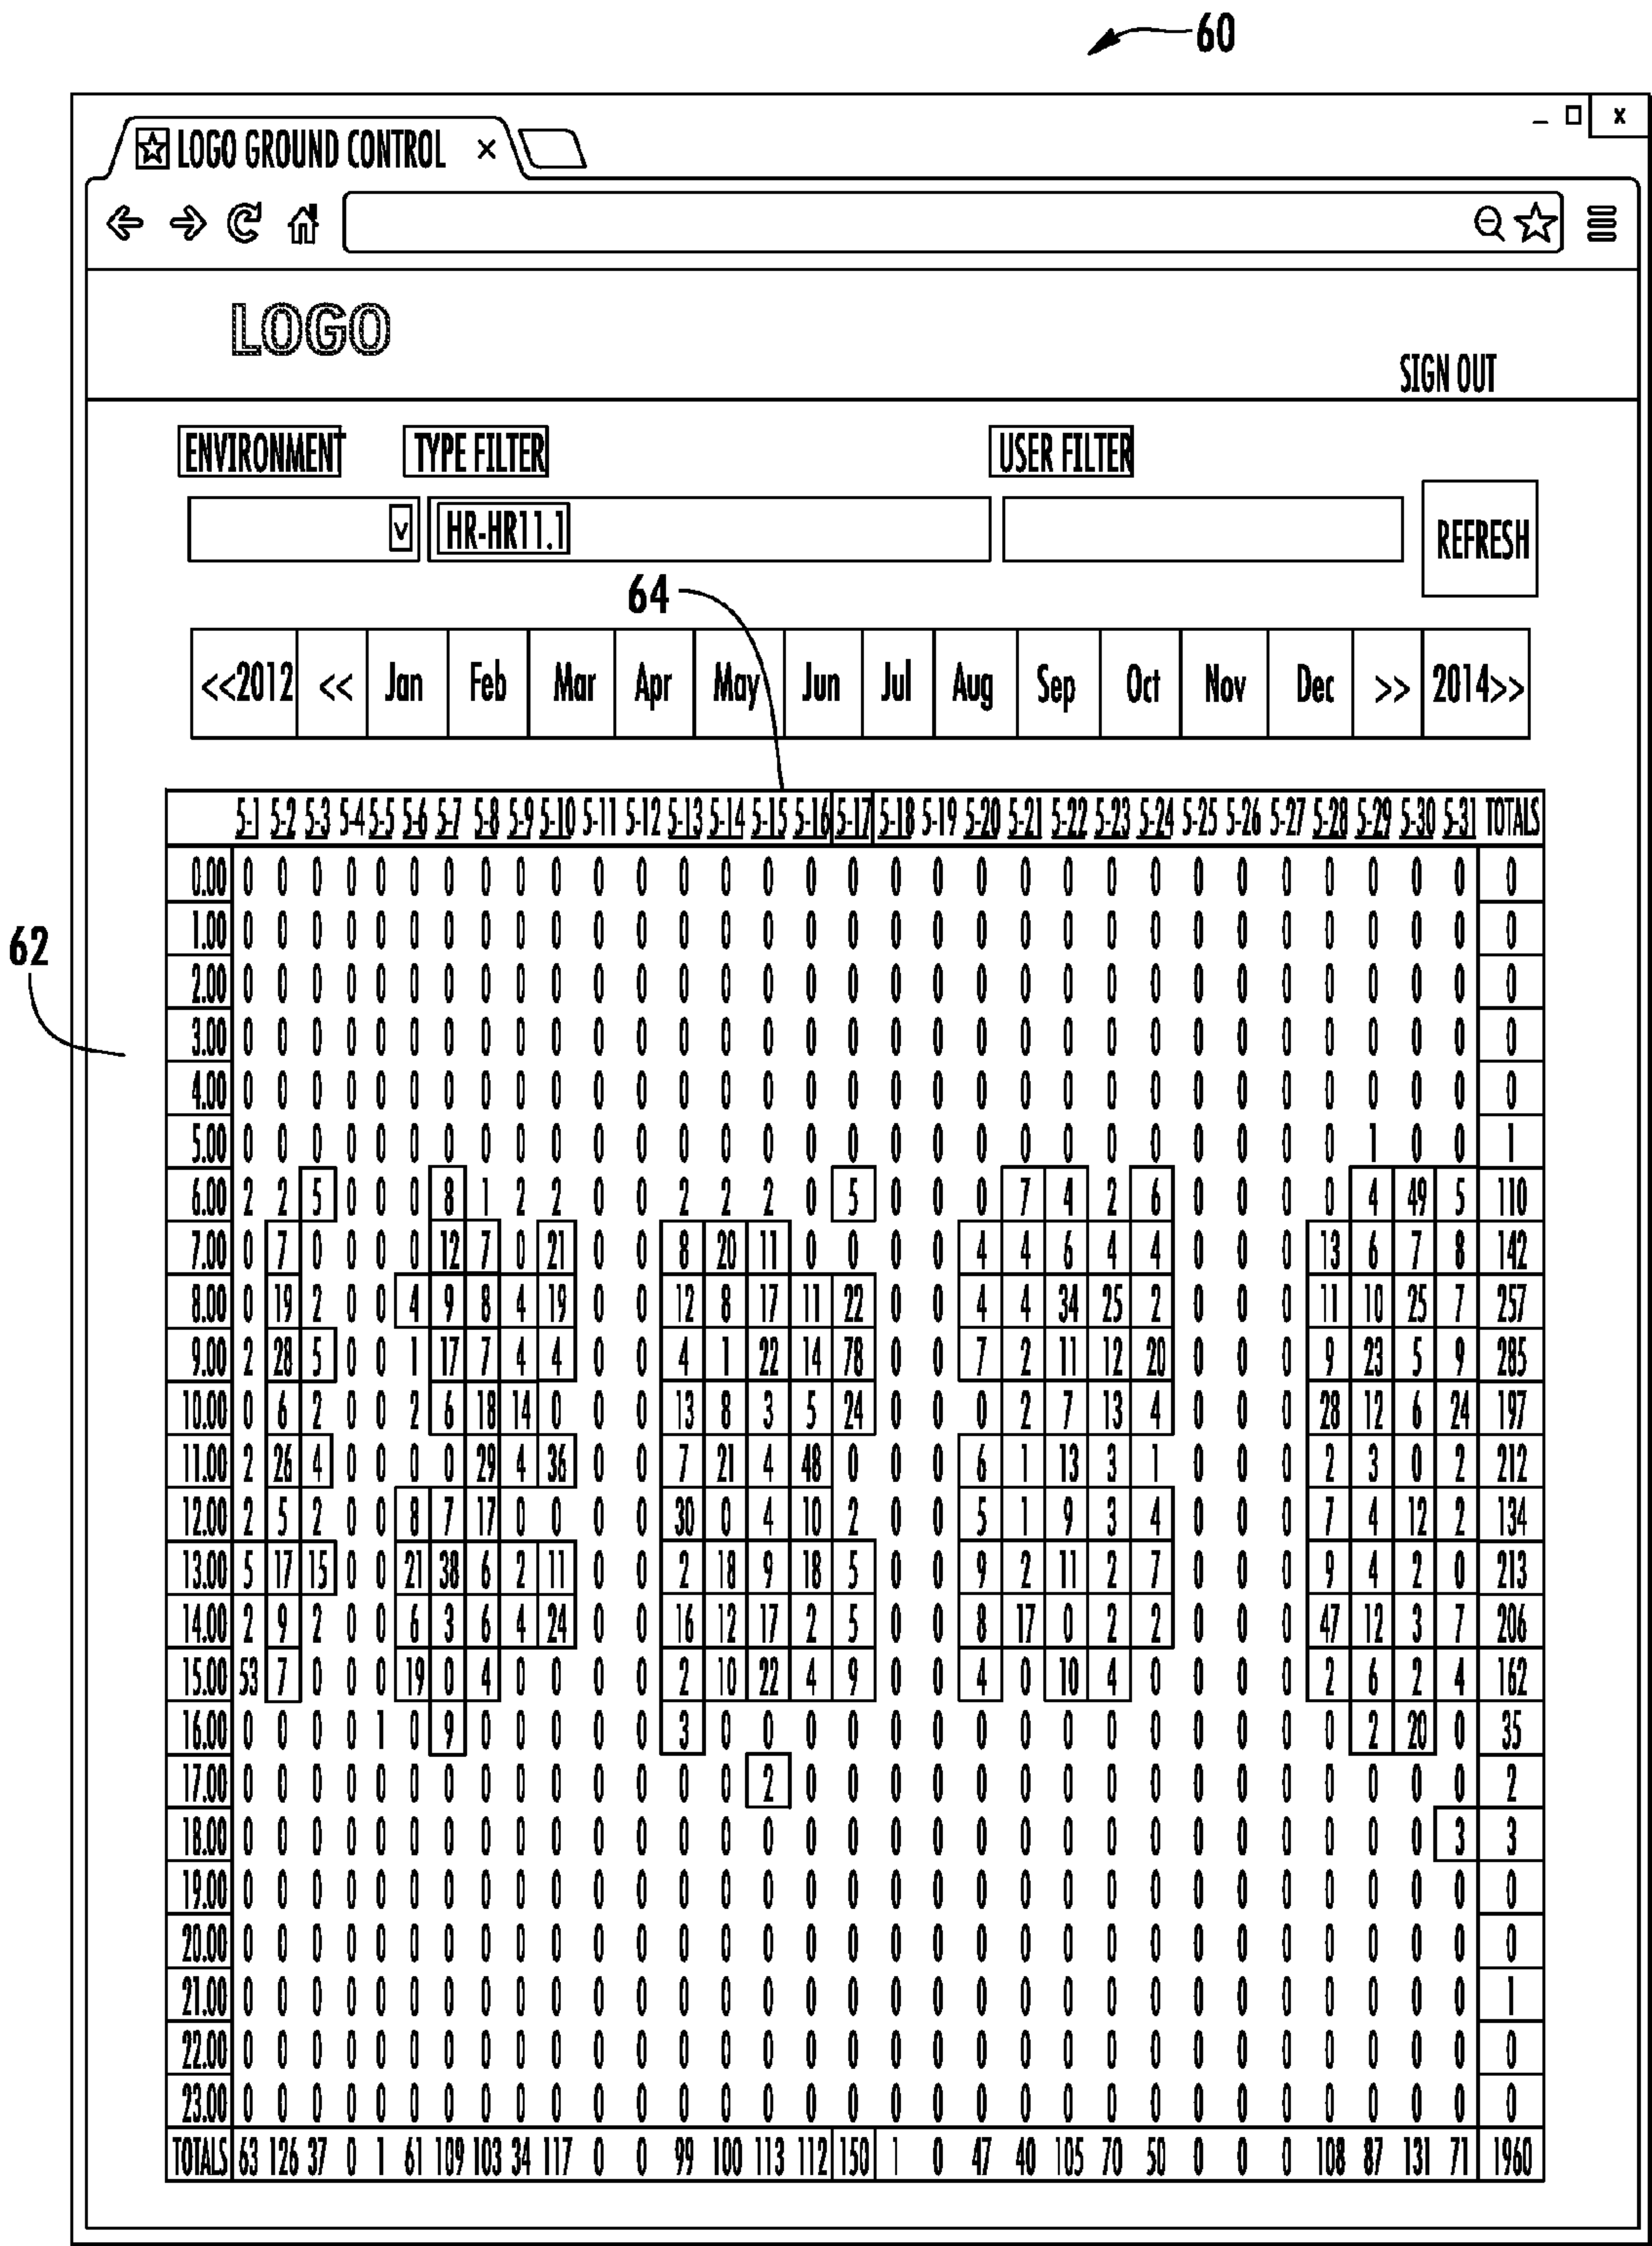 60
LOGO GROUND CONTROL ×
_ □ x
LOGO
SIGN OUT
ENVIRONMENT TYPE FILTER USER FILTER
V HR-HR11.1 REFRESH
64
<<2012 << Jan Feb Mar Apr May Jun Jul Aug Sep Oct Nov Dec >> 2014>>
5-1 5-2 5-3 5-4 5-5 5-6 5-7 5-8 5-9 5-10 5-11 5-12 5-13 5-14 5-15 5-16 5-17 5-18 5-19 5-20 5-21 5-22 5-23 5-24 5-25 5-26 5-27 5-28 5-29 5-30 5-31 TOTALS
0.00 0 0 0 0 0 0 0 0 0 0 0 0 0 0 0 0 0 0 0 0 0 0 0 0 0 0 0 0 0 0 0 0
1.00 0 0 0 0 0 0 0 0 0 0 0 0 0 0 0 0 0 0 0 0 0 0 0 0 0 0 0 0 0 0 0 0
62
2.00 0 0 0 0 0 0 0 0 0 0 0 0 0 0 0 0 0 0 0 0 0 0 0 0 0 0 0 0 0 0 0 0
3.00 0 0 0 0 0 0 0 0 0 0 0 0 0 0 0 0 0 0 0 0 0 0 0 0 0 0 0 0 0 0 0 0
4.00 0 0 0 0 0 0 0 0 0 0 0 0 0 0 0 0 0 0 0 0 0 0 0 0 0 0 0 0 0 0 0 0
5.00 0 0 0 0 0 0 0 0 0 0 0 0 0 0 0 0 0 0 0 0 0 0 0 0 0 0 0 0 1 0 0 1
6.00 2 2 5 0 0 0 8 1 2 2 0 0 2 2 2 0 5 0 0 0 7 4 2 6 0 0 0 0 4 49 5 110
7.00 0 7 0 0 0 0 12 7 0 21 0 0 8 20 11 0 0 0 0 4 4 6 4 4 0 0 0 13 6 7 8 142
8.00 0 19 2 0 0 4 9 8 4 19 0 0 12 8 17 11 22 0 0 4 4 34 25 2 0 0 0 11 10 25 7 257
9.00 2 28 5 0 0 1 17 7 4 4 0 0 4 1 22 14 78 0 0 7 2 11 12 20 0 0 0 9 23 5 9 285
10.00 0 6 2 0 0 2 6 18 14 0 0 0 13 8 3 5 24 0 0 0 2 7 13 4 0 0 0 28 12 6 24 197
11.00 2 26 4 0 0 0 0 29 4 36 0 0 7 21 4 48 0 0 0 6 1 13 3 1 0 0 0 2 3 0 2 212
12.00 2 5 2 0 0 8 7 17 0 0 0 0 30 0 4 10 2 0 0 5 1 9 3 4 0 0 0 7 4 12 2 134
13.00 5 17 15 0 0 21 38 6 2 11 0 0 2 18 9 18 5 0 0 9 2 11 2 7 0 0 0 9 4 2 0 213
14.00 2 9 2 0 0 6 3 6 4 24 0 0 16 12 17 2 5 0 0 8 17 0 2 2 0 0 0 47 12 3 7 206
15.00 53 7 0 0 0 19 0 4 0 0 0 0 2 10 22 4 9 0 0 4 0 10 4 0 0 0 0 2 6 2 4 162
16.00 0 0 0 0 1 0 9 0 0 0 0 0 3 0 0 0 0 0 0 0 0 0 0 0 0 0 0 0 2 20 0 35
17.00 0 0 0 0 0 0 0 0 0 0 0 0 0 0 2 0 0 0 0 0 0 0 0 0 0 0 0 0 0 0 0 2
18.00 0 0 0 0 0 0 0 0 0 0 0 0 0 0 0 0 0 0 0 0 0 0 0 0 0 0 0 0 0 0 3 3
19.00 0 0 0 0 0 0 0 0 0 0 0 0 0 0 0 0 0 0 0 0 0 0 0 0 0 0 0 0 0 0 0 0
20.00 0 0 0 0 0 0 0 0 0 0 0 0 0 0 0 0 0 0 0 0 0 0 0 0 0 0 0 0 0 0 0 0
21.00 0 0 0 0 0 0 0 0 0 0 0 0 0 0 0 0 0 0 0 0 0 0 0 0 0 0 0 0 0 0 0 1
22.00 0 0 0 0 0 0 0 0 0 0 0 0 0 0 0 0 0 0 0 0 0 0 0 0 0 0 0 0 0 0 0 0
23.00 0 0 0 0 0 0 0 0 0 0 0 0 0 0 0 0 0 0 0 0 0 0 0 0 0 0 0 0 0 0 0 0
TOTALS 63 126 37 0 1 61 109 103 34 117 0 0 99 100 113 112 150 1 0 47 40 105 70 50 0 0 0 108 87 131 71 1960